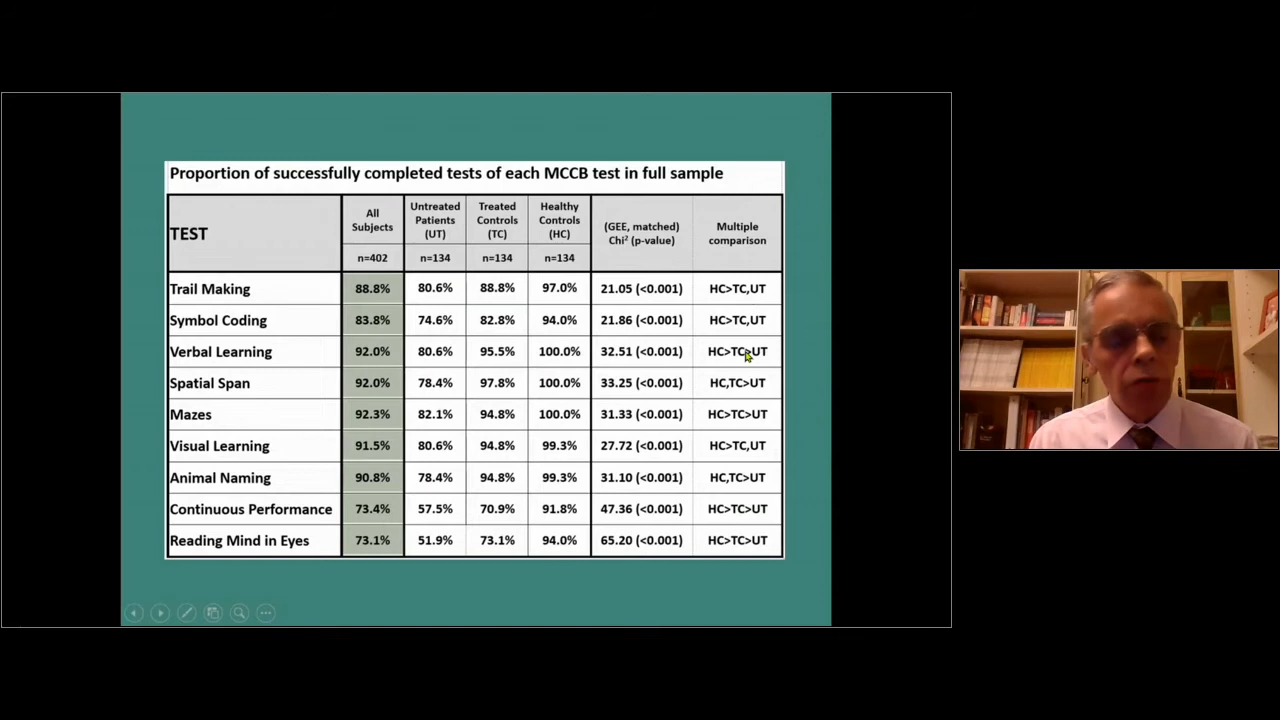 Proportion of successfully completed tests of each MCCB test in full sample
TEST All Subjects Untreated Patients (UT) Treated Controls (TC) Healthy Controls (HC) (GEE, matched) Chi² (p-value) Multiple comparison
n=402 n=134 n=134 n=134
Trail Making 88.8% 80.6% 88.8% 97.0% 21.05 (<0.001) HC>TC,UT
Symbol Coding 83.8% 74.6% 82.8% 94.0% 21.86 (<0.001) HC>TC,UT
Verbal Learning 92.0% 80.6% 95.5% 100.0% 32.51 (<0.001) HC>TC>UT
Spatial Span 92.0% 78.4% 97.8% 100.0% 33.25 (<0.001) HC,TC>UT
Mazes 92.3% 82.1% 94.8% 100.0% 31.33 (<0.001) HC>TC>UT
Visual Learning 91.5% 80.6% 94.8% 99.3% 27.72 (<0.001) HC>TC,UT
Animal Naming 90.8% 78.4% 94.8% 99.3% 31.10 (<0.001) HC,TC>UT
Continuous Performance 73.4% 57.5% 70.9% 91.8% 47.36 (<0.001) HC>TC>UT
Reading Mind in Eyes 73.1% 51.9% 73.1% 94.0% 65.20 (<0.001) HC>TC>UT